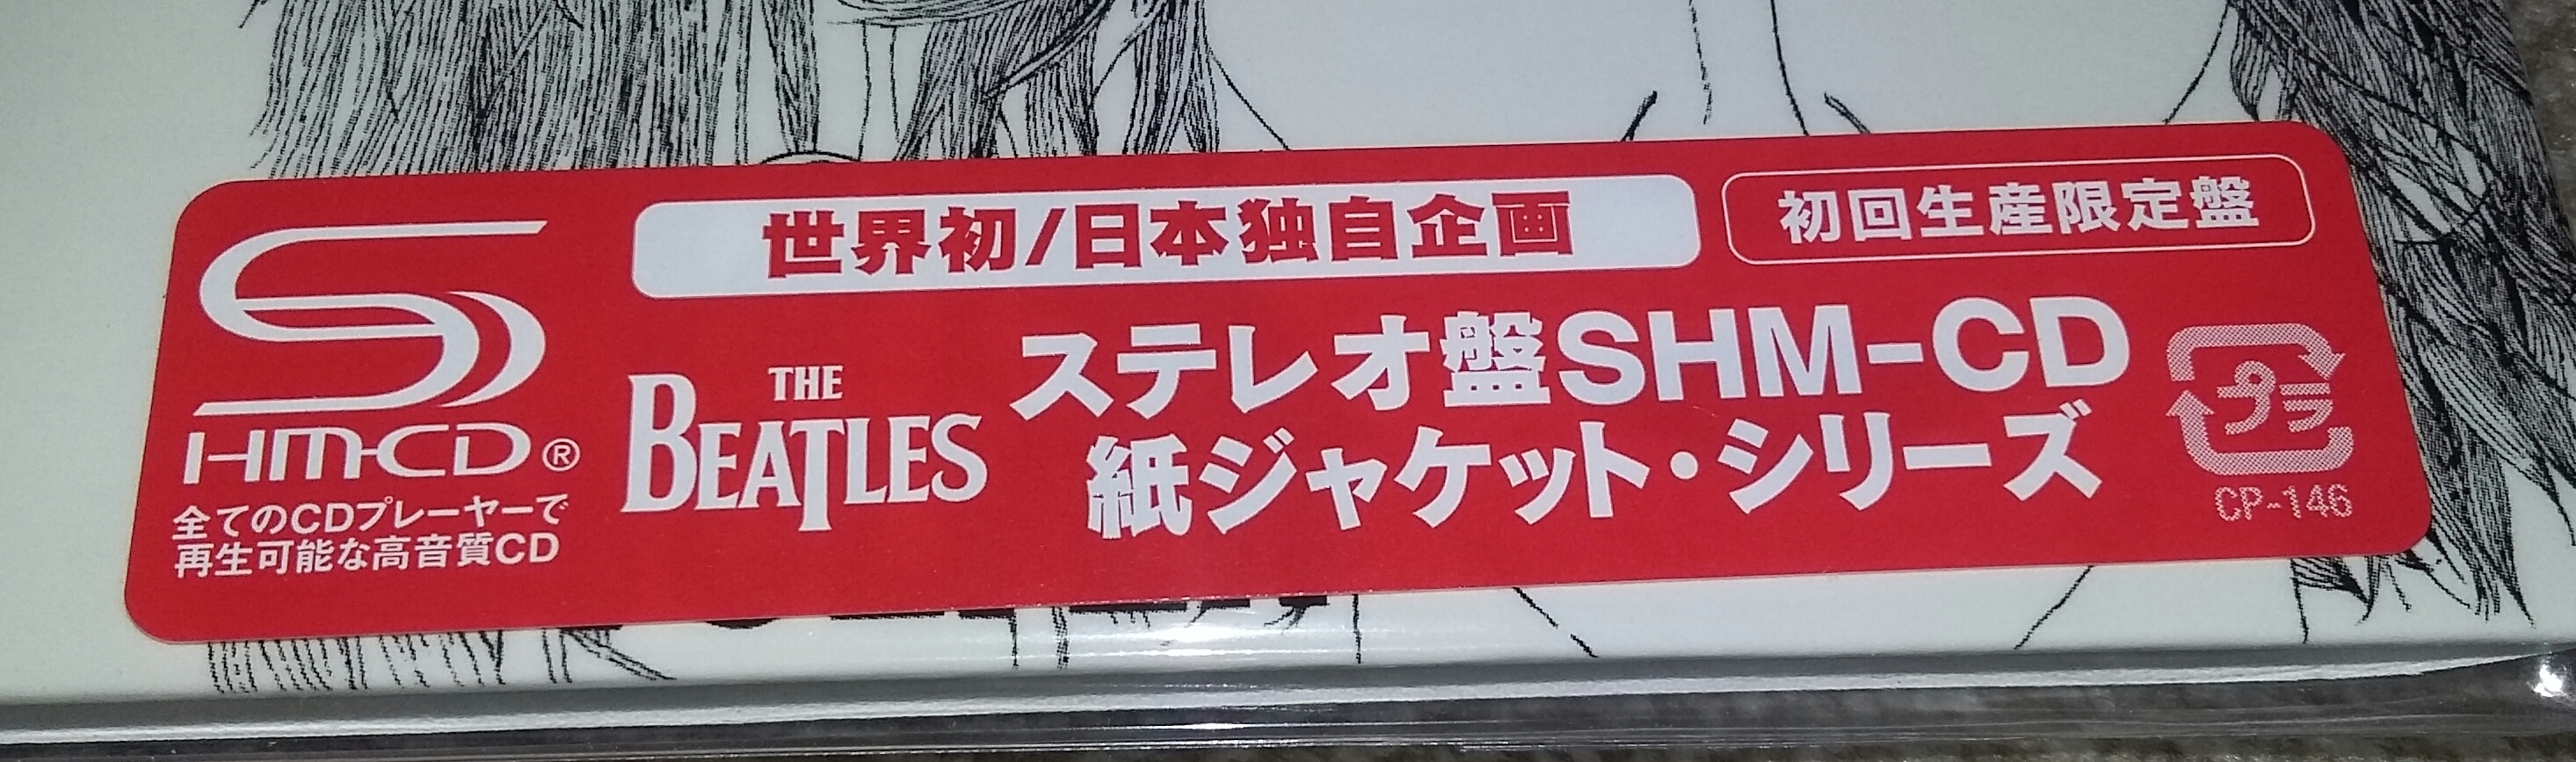 世界初/日本独自企画
初回生産限定盤
SHM-CD®
全てのCDプレーヤーで
再生可能な高音質CD
THE
BEATLES
ステレオ盤SHM-CD
紙ジャケット・シリーズ
プラ
CP-146